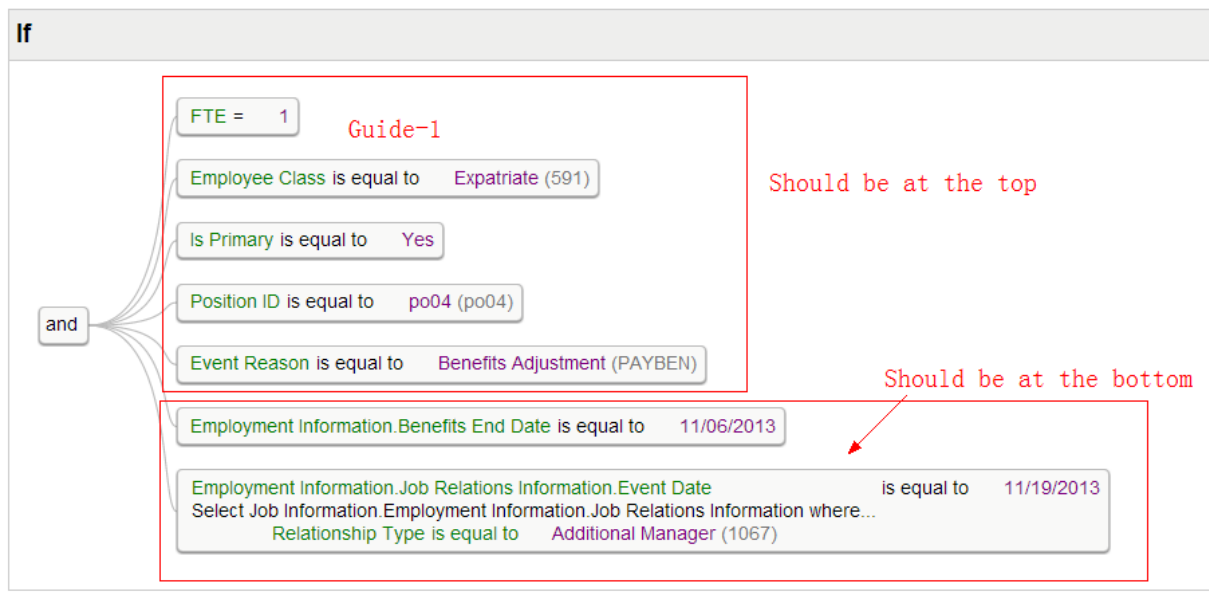 If
FTE = 1
Guide-1
Employee Class is equal to Expatriate (591)
Should be at the top
Is Primary is equal to Yes
Position ID is equal to po04 (po04)
and
Event Reason is equal to Benefits Adjustment (PAYBEN)
Should be at the bottom
Employment Information.Benefits End Date is equal to 11/06/2013
Employment Information.Job Relations Information.Event Date is equal to 11/19/2013
Select Job Information.Employment Information.Job Relations Information where...
Relationship Type is equal to Additional Manager (1067)